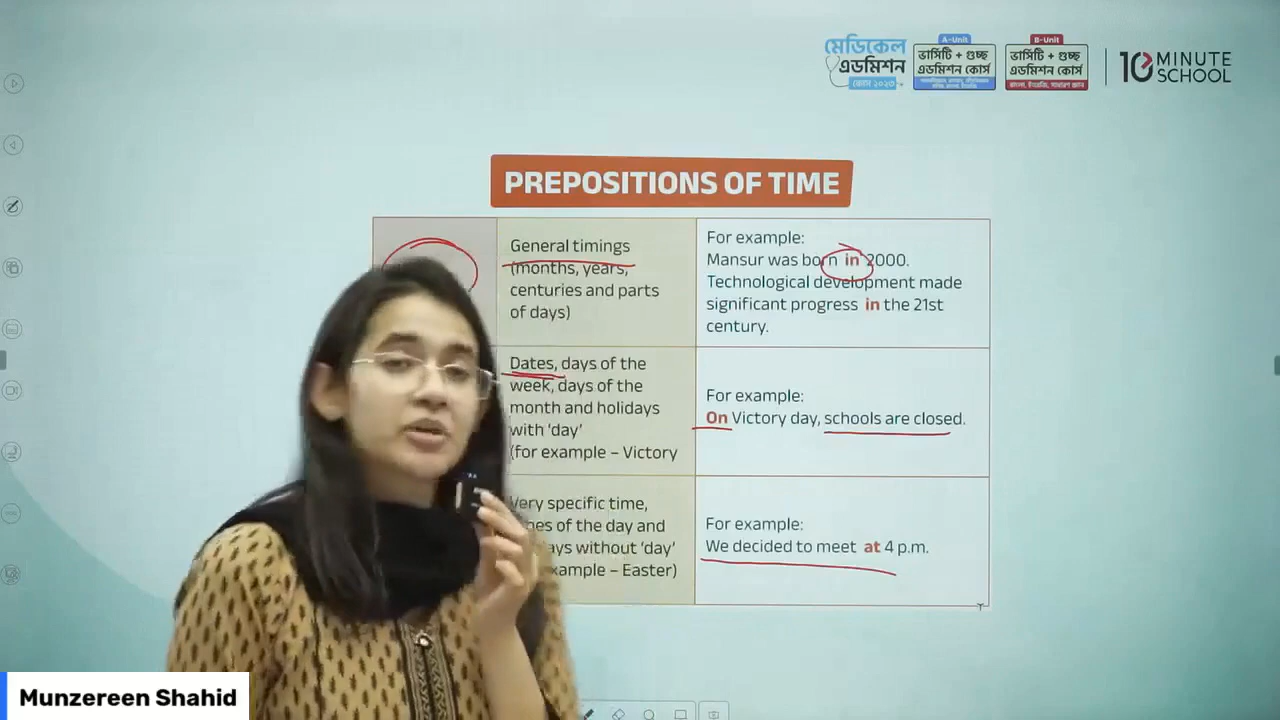 মেডিকেল
এডমিশন
কোর্স ২০২৩
A-Unit
ভার্সিটি + গুচ্ছ
এডমিশন কোর্স
B-Unit
ভার্সিটি + গুচ্ছ
এডমিশন কোর্স
বাংলা, ইংরেজি, সাধারণ জ্ঞান
10 MINUTE
SCHOOL
PREPOSITIONS OF TIME
General timings
(months, years,
centuries and parts
of days)
For example:
Mansur was born in 2000.
Technological development made
significant progress in the 21st
century.
Dates, days of the
week, days of the
month and holidays
with ‘day’
(for example – Victory
For example:
On Victory day, schools are closed.
Very specific time,
of the day and
without ‘day’
– Easter)
For example:
We decided to meet at 4 p.m.
Munzereen Shahid